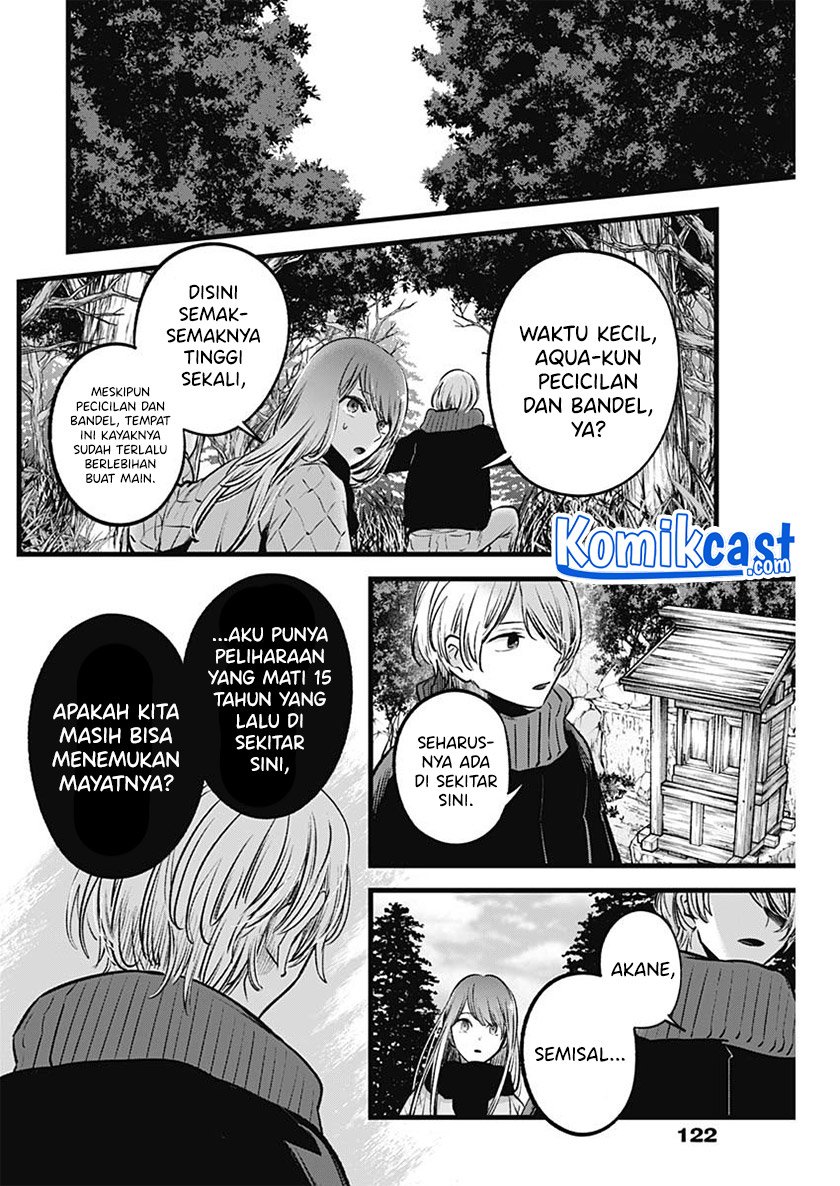 WAKTU KECIL,
AQUA-KUN
PECICILAN
DAN BANDEL,
YA?
DISINI
SEMAK-
SEMAKNYA
TINGGI
SEKALI,
MESKIPUN
PECICILAN DAN
BANDEL, TEMPAT
INI KAYAKNYA
SUDAH TERLALU
BERLEBIHAN
BUAT MAIN.
Komikcast
.com
SEHARUS-
NYA ADA
DI SEKITAR
SINI.
AKANE,
SEMISAL...
...AKU PUNYA
PELIHARAAN
YANG MATI 15
TAHUN YANG
LALU DI
SEKITAR
SINI,
APAKAH KITA
MASIH BISA
MENEMUKAN
MAYATNYA?
122